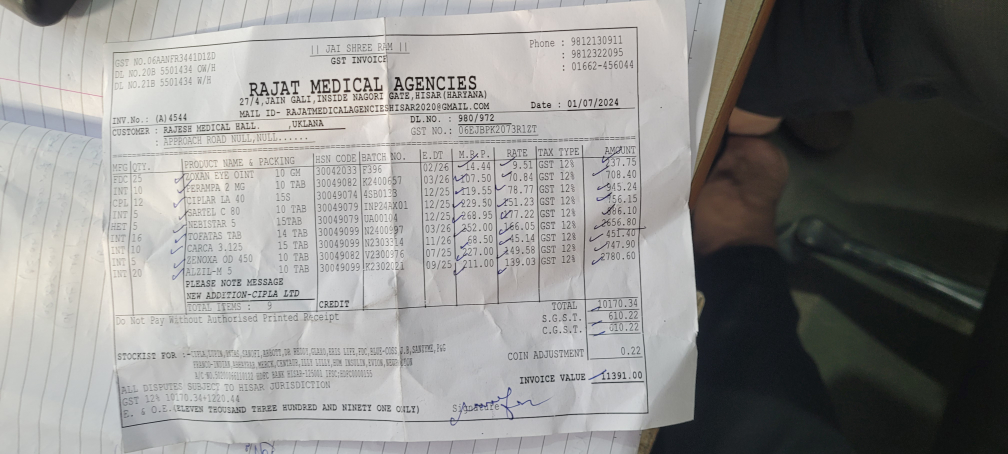 || JAI SHREE RAM ||
GST INVOICE
GST NO.06AANFR3441D1ZD
DL NO.20B 5501434 OW/H
DL NO.21B 5501434 W/H
Phone : 9812130911
: 9812322095
: 01662-456044
RAJAT MEDICAL AGENCIES
27/4,JAIN GALI,INSIDE NAGORI GATE,HISAR(HARYANA)
MAIL ID- RAJATMEDICALAGENCIESHISAR2020@GMAIL.COM
INV.No.: (A)4544 Date : 01/07/2024
CUSTOMER : RAJESH MEDICAL HALL. ,UKLANA DL.NO. : 980/972
: APPROACH ROAD NULL,NULL...... GST NO.: 06EJBPK2073R1ZT
MFG QTY. PRODUCT NAME & PACKING HSN CODE BATCH NO. E.DT M.R.P. RATE TAX TYPE AMOUNT
FDC 25 ZOXAN EYE OINT 10 GM 30042033 F396 02/26 14.44 9.51 GST 12% 237.75
INT 10 PERAMPA 2 MG 10 TAB 30049082 K2400657 03/26 107.50 70.84 GST 12% 708.40
CPL 12 CIPLAR LA 40 15S 30049074 4SB0133 12/25 119.55 78.77 GST 12% 945.24
INT 5 SARTEL C 80 10 TAB 30049079 INP24AX01 12/25 229.50 151.23 GST 12% 756.15
HET 5 NEBISTAR 5 15TAB 30049079 UA00104 12/25 268.95 177.22 GST 12% 886.10
INT 16 TOFATAS TAB 14 TAB 30049099 N2400997 03/26 252.00 166.05 GST 12% 2656.80
INT 10 CARCA 3.125 15 TAB 30049099 N2303314 11/26 68.50 45.14 GST 12% 451.40
INT 5 ZENOXA OD 450 10 TAB 30049082 V2300976 07/25 227.00 149.58 GST 12% 747.90
INT 20 ALZIL-M 5 10 TAB 30049099 K2302021 09/25 211.00 139.03 GST 12% 2780.60
PLEASE NOTE MESSAGE
NEW ADDITION-CIPLA LTD
TOTAL ITEMS : 9 CREDIT TOTAL 10170.34
Do Not Pay Without Authorised Printed Receipt S.G.S.T. 610.22
C.G.S.T. 610.22
STOCKIST FOR :-
COIN ADJUSTMENT 0.22
ALL DISPUTES SUBJECT TO HISAR JURISDICTION
INVOICE VALUE 11391.00
GST 12% 10170.34+1220.44
E. & O.E. (ELEVEN THOUSAND THREE HUNDRED AND NINETY ONE ONLY) Signature